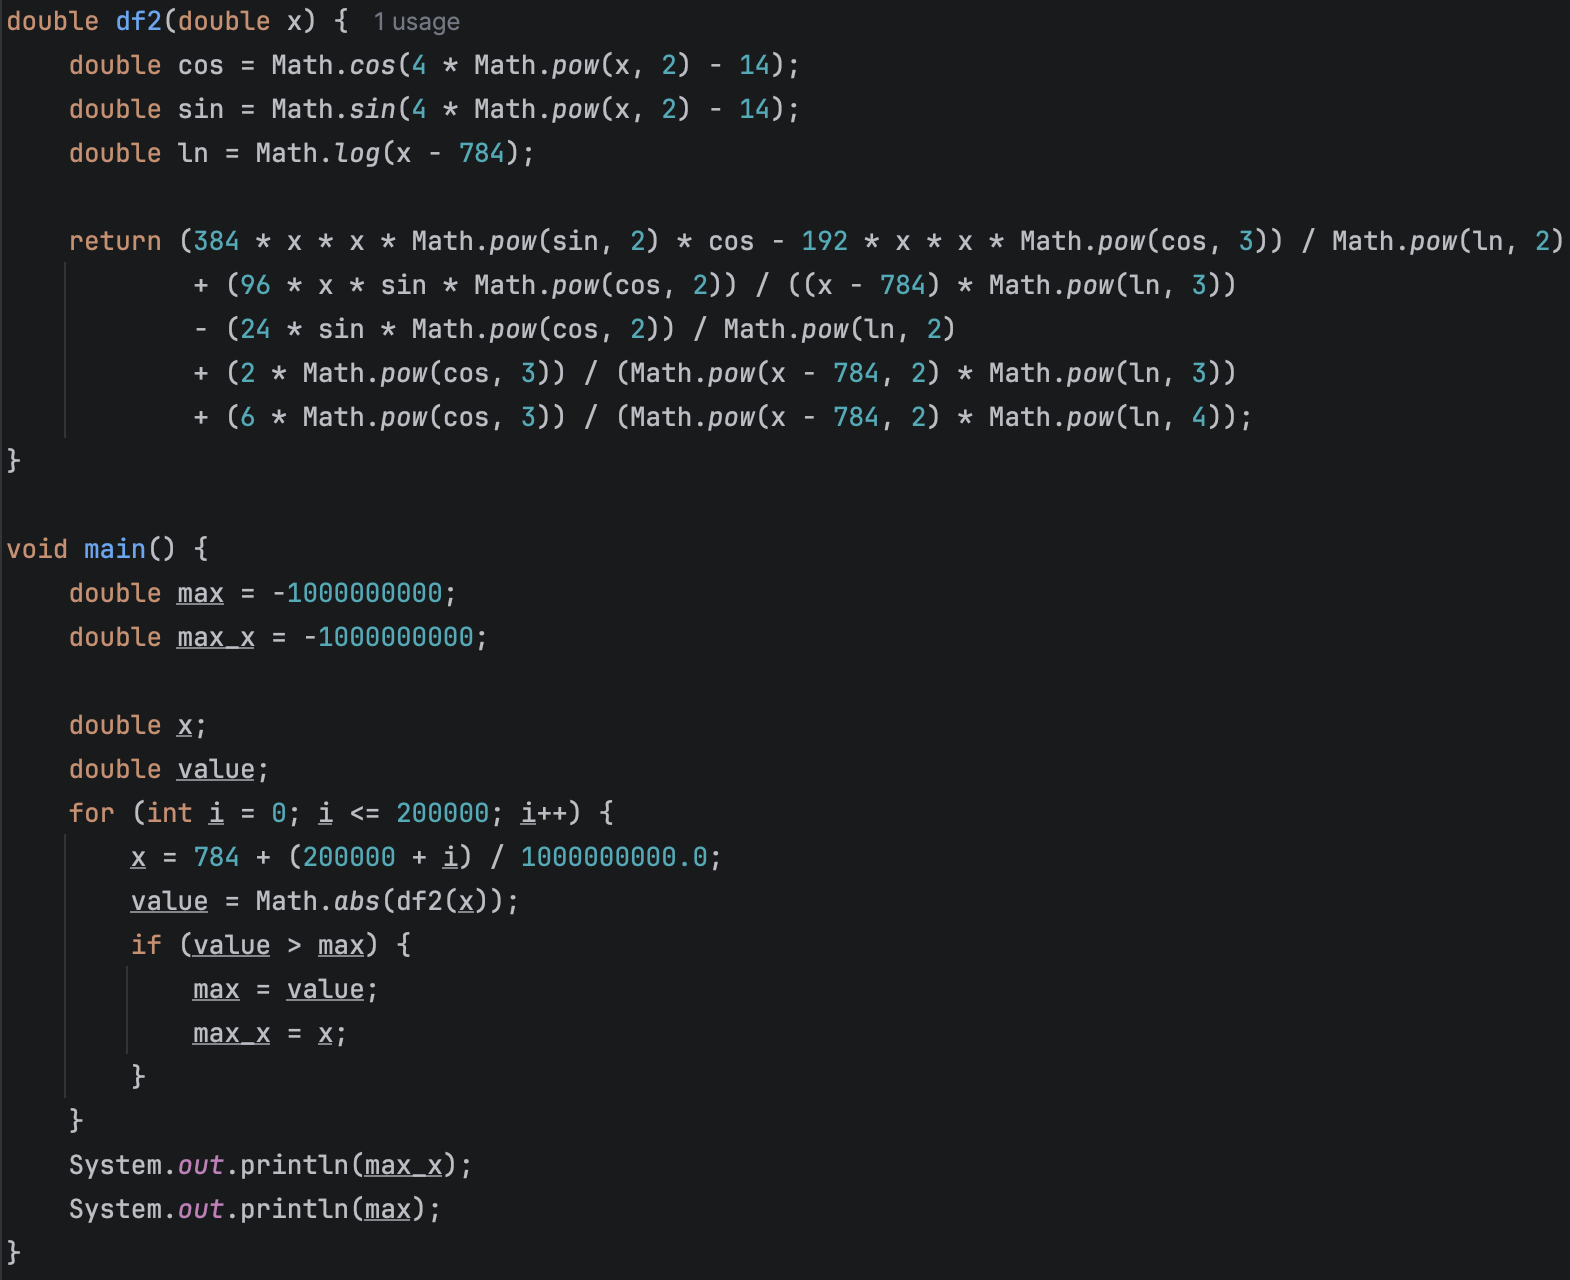 double df2(double x) { 1 usage
    double cos = Math.cos(4 * Math.pow(x, 2) - 14);
    double sin = Math.sin(4 * Math.pow(x, 2) - 14);
    double ln = Math.log(x - 784);

    return (384 * x * x * Math.pow(sin, 2) * cos - 192 * x * x * Math.pow(cos, 3)) / Math.pow(ln, 2)
            + (96 * x * sin * Math.pow(cos, 2)) / ((x - 784) * Math.pow(ln, 3))
            - (24 * sin * Math.pow(cos, 2)) / Math.pow(ln, 2)
            + (2 * Math.pow(cos, 3)) / (Math.pow(x - 784, 2) * Math.pow(ln, 3))
            + (6 * Math.pow(cos, 3)) / (Math.pow(x - 784, 2) * Math.pow(ln, 4));
}

void main() {
    double max = -1000000000;
    double max_x = -1000000000;

    double x;
    double value;
    for (int i = 0; i <= 200000; i++) {
        x = 784 + (200000 + i) / 1000000000.0;
        value = Math.abs(df2(x));
        if (value > max) {
            max = value;
            max_x = x;
        }
    }
    System.out.println(max_x);
    System.out.println(max);
}